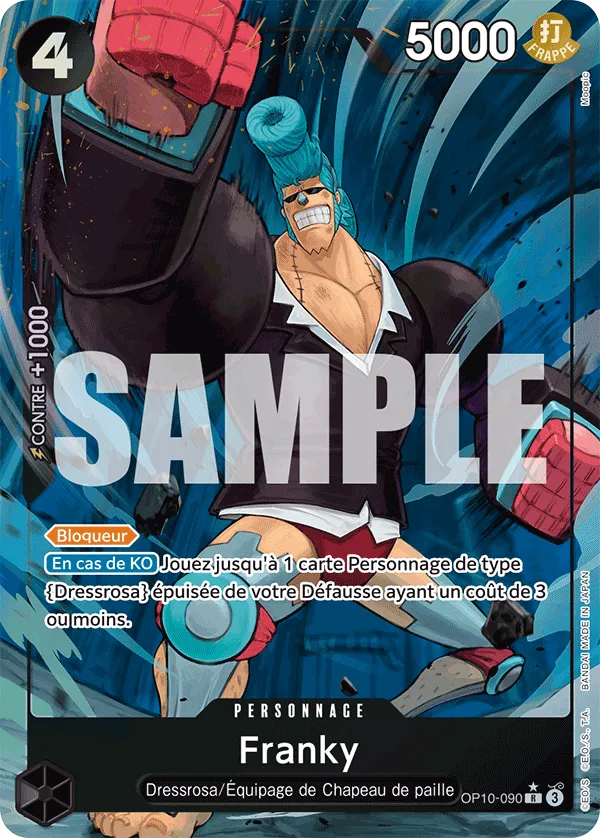 4
5000
打
FRAPPE
Moopic
CONTRE +1000
SAMPLE
Bloqueur
En cas de KO Jouez jusqu'à 1 carte Personnage de type
{Dressrosa} épuisée de votre Défausse ayant un coût de 3
ou moins.
©E.O/S., T.A. BANDAI MADE IN JAPAN
PERSONNAGE
Franky
Dressrosa/Équipage de Chapeau de paille
OP10-090 R 3